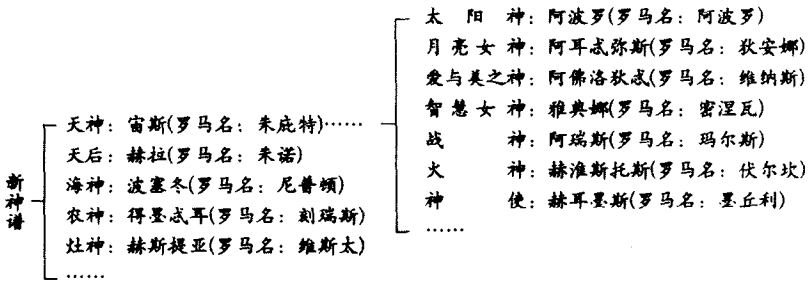 太阳神：阿波罗(罗马名：阿波罗)
月亮女神：阿耳忒弥斯(罗马名：狄安娜)
爱与美之神：阿佛洛狄忒(罗马名：维纳斯)
智慧女神：雅典娜(罗马名：密涅瓦)
战神：阿瑞斯(罗马名：玛尔斯)
火神：赫淮斯托斯(罗马名：伏尔坎)
神使：赫耳墨斯(罗马名：墨丘利)
……
新神谱
天神：宙斯(罗马名：朱庇特)……
天后：赫拉(罗马名：朱诺)
海神：波塞冬(罗马名：尼普顿)
农神：得墨忒耳(罗马名：刻瑞斯)
灶神：赫斯提亚(罗马名：维斯太)
……